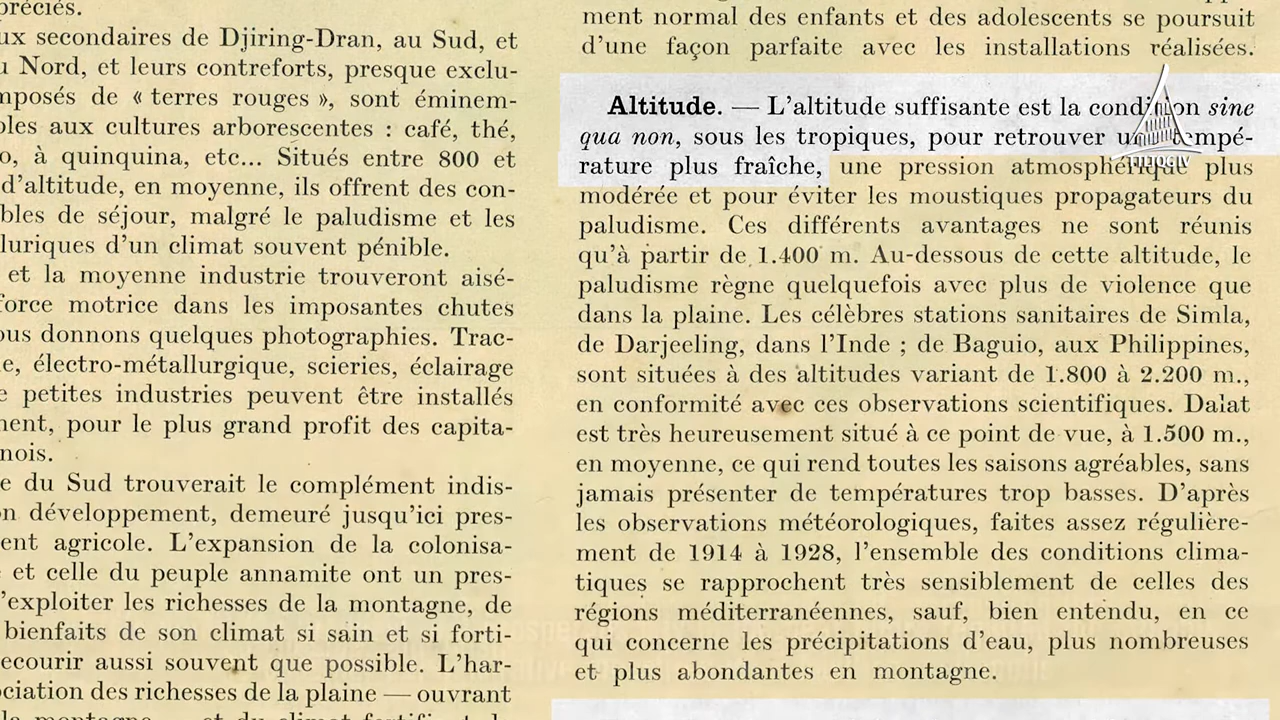 préciés.
ux secondaires de Djiring-Dran, au Sud, et
u Nord, et leurs contreforts, presque exclu-
mposés de « terres rouges », sont éminem-
bles aux cultures arborescentes : café, thé,
o, à quinquina, etc... Situés entre 800 et
d'altitude, en moyenne, ils offrent des con-
bles de séjour, malgré le paludisme et les
luriques d'un climat souvent pénible.
et la moyenne industrie trouveront aisé-
force motrice dans les imposantes chutes
ous donnons quelques photographies. Trac-
e, électro-métallurgique, scieries, éclairage
e petites industries peuvent être installés
ment, pour le plus grand profit des capita-
nois.
e du Sud trouverait le complément indis-
on développement, demeuré jusqu'ici pres-
ent agricole. L'expansion de la colonisa-
et celle du peuple annamite ont un pres-
'exploiter les richesses de la montagne, de
bienfaits de son climat si sain et si forti-
ecourir aussi souvent que possible. L'har-
ociation des richesses de la plaine — ouvrant
ment normal des enfants et des adolescents se poursuit
d'une façon parfaite avec les installations réalisées.
Altitude. — L'altitude suffisante est la condition sine
qua non, sous les tropiques, pour retrouver une tempé-
rature plus fraîche, une pression atmosphérique plus
modérée et pour éviter les moustiques propagateurs du
paludisme. Ces différents avantages ne sont réunis
qu'à partir de 1.400 m. Au-dessous de cette altitude, le
paludisme règne quelquefois avec plus de violence que
dans la plaine. Les célèbres stations sanitaires de Simla,
de Darjeeling, dans l'Inde ; de Baguio, aux Philippines,
sont situées à des altitudes variant de 1.800 à 2.200 m.,
en conformité avec ces observations scientifiques. Dalat
est très heureusement situé à ce point de vue, à 1.500 m.,
en moyenne, ce qui rend toutes les saisons agréables, sans
jamais présenter de températures trop basses. D'après
les observations météorologiques, faites assez régulière-
ment de 1914 à 1928, l'ensemble des conditions clima-
tiques se rapprochent très sensiblement de celles des
régions méditerranéennes, sauf, bien entendu, en ce
qui concerne les précipitations d'eau, plus nombreuses
et plus abondantes en montagne.